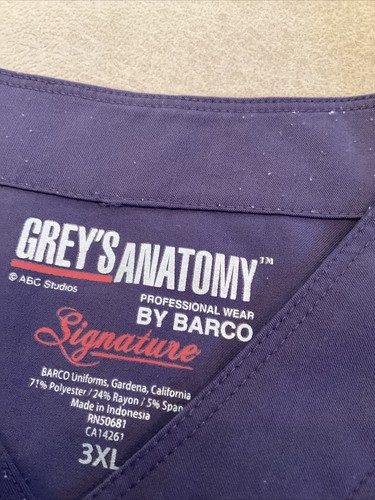 GREY'S ANATOMY™
© ABC Studios
PROFESSIONAL WEAR
BY BARCO
Signature
BARCO Uniforms, Gardena, California
71% Polyester / 24% Rayon / 5% Span
Made in Indonesia
RN50681
CA14261
3XL